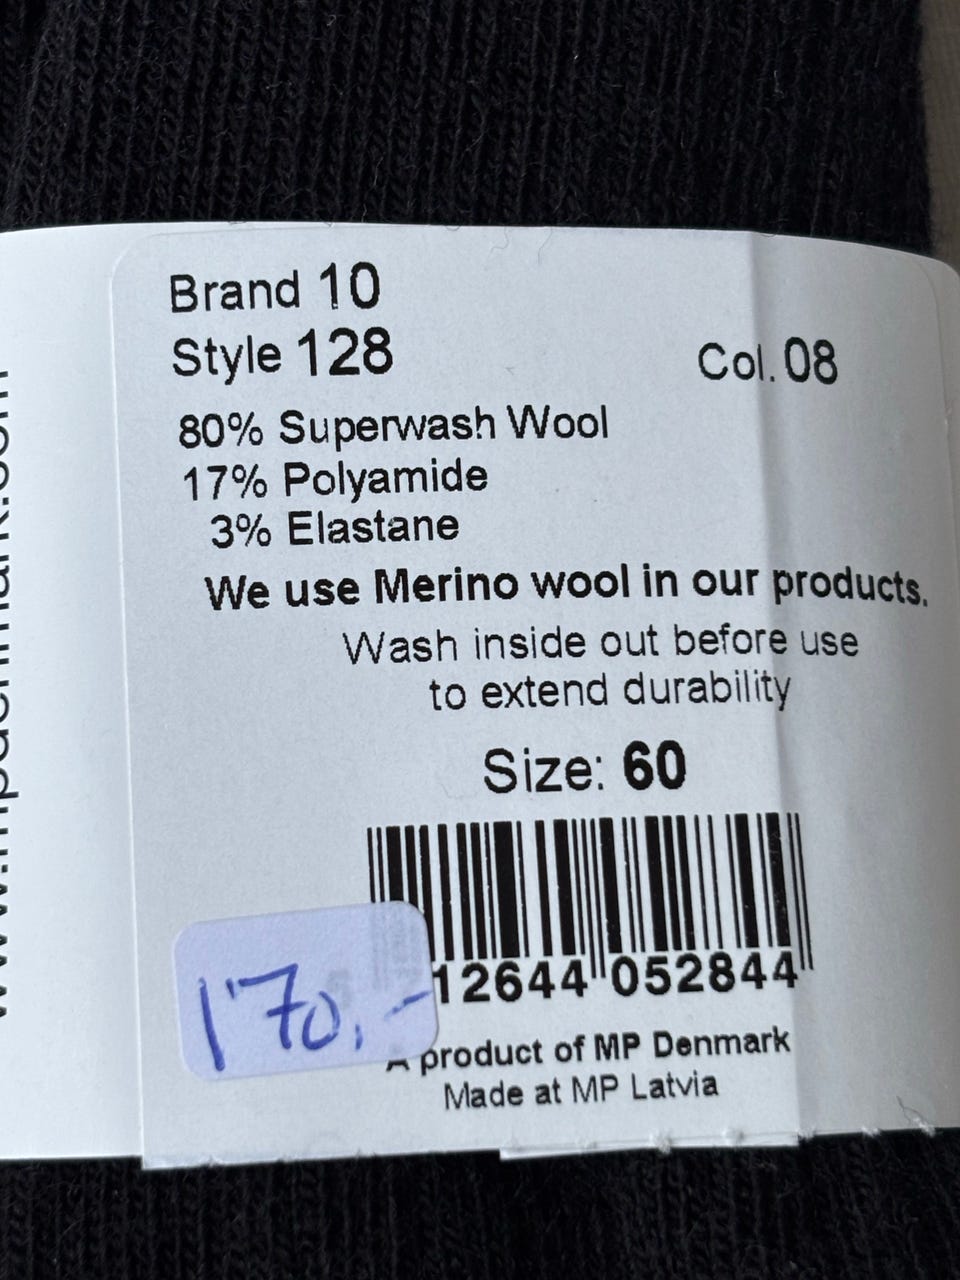 Brand 10
Style 128 Col. 08
80% Superwash Wool
17% Polyamide
3% Elastane
We use Merino wool in our products.
Wash inside out before use
to extend durability
Size: 60
12644 052844
170,-
A product of MP Denmark
Made at MP Latvia